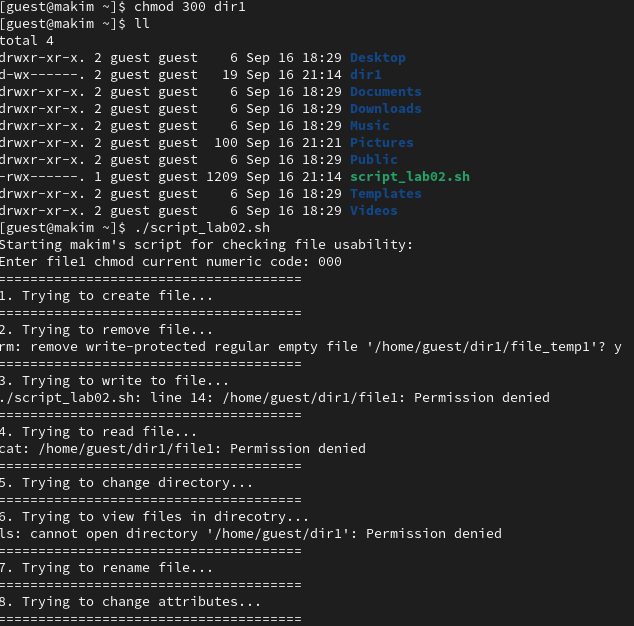 [guest@makim ~]$ chmod 300 dir1
[guest@makim ~]$ ll
total 4
drwxr-xr-x. 2 guest guest    6 Sep 16 18:29 Desktop
d-wx------. 2 guest guest   19 Sep 16 21:14 dir1
drwxr-xr-x. 2 guest guest    6 Sep 16 18:29 Documents
drwxr-xr-x. 2 guest guest    6 Sep 16 18:29 Downloads
drwxr-xr-x. 2 guest guest    6 Sep 16 18:29 Music
drwxr-xr-x. 2 guest guest  100 Sep 16 21:21 Pictures
drwxr-xr-x. 2 guest guest    6 Sep 16 18:29 Public
-rwx------. 1 guest guest 1209 Sep 16 21:14 script_lab02.sh
drwxr-xr-x. 2 guest guest    6 Sep 16 18:29 Templates
drwxr-xr-x. 2 guest guest    6 Sep 16 18:29 Videos
[guest@makim ~]$ ./script_lab02.sh
Starting makim's script for checking file usability:
Enter file1 chmod current numeric code: 000
=====================================
1. Trying to create file...
=====================================
2. Trying to remove file...
rm: remove write-protected regular empty file '/home/guest/dir1/file_temp1'? y
=====================================
3. Trying to write to file...
./script_lab02.sh: line 14: /home/guest/dir1/file1: Permission denied
=====================================
4. Trying to read file...
cat: /home/guest/dir1/file1: Permission denied
=====================================
5. Trying to change directory...
=====================================
6. Trying to view files in direcotry...
ls: cannot open directory '/home/guest/dir1': Permission denied
=====================================
7. Trying to rename file...
=====================================
8. Trying to change attributes...
=====================================